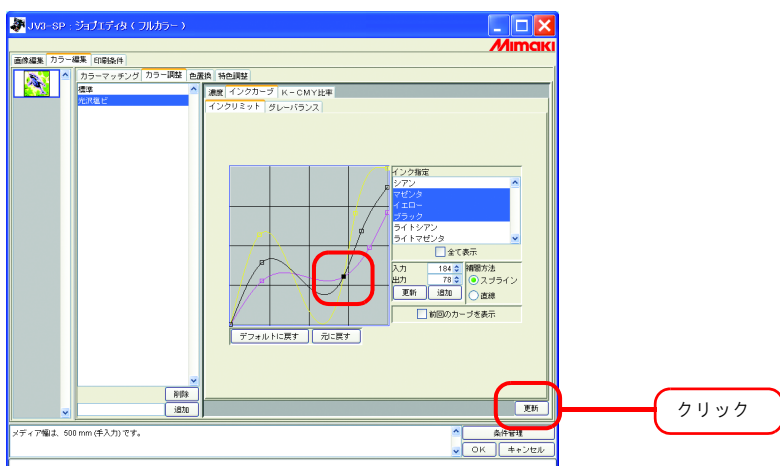 JV3-SP : ジョブエディタ ( フルカラー )
Mimaki
画像編集 カラー編集 印刷条件
カラーマッチング カラー調整 色置換 特色調整
標準
光沢塩ビ
濃度 インクカーブ K－CMY比率
インクリミット グレーバランス
インク指定
シアン
マゼンタ
イエロー
ブラック
ライトシアン
ライトマゼンタ
全て表示
入力 184
出力 78
更新 追加
補間方法
スプライン
直線
前回のカーブを表示
デフォルトに戻す 元に戻す
削除
追加
更新
クリック
メディア幅は、500 mm (手入力) です。
条件管理
OK キャンセル